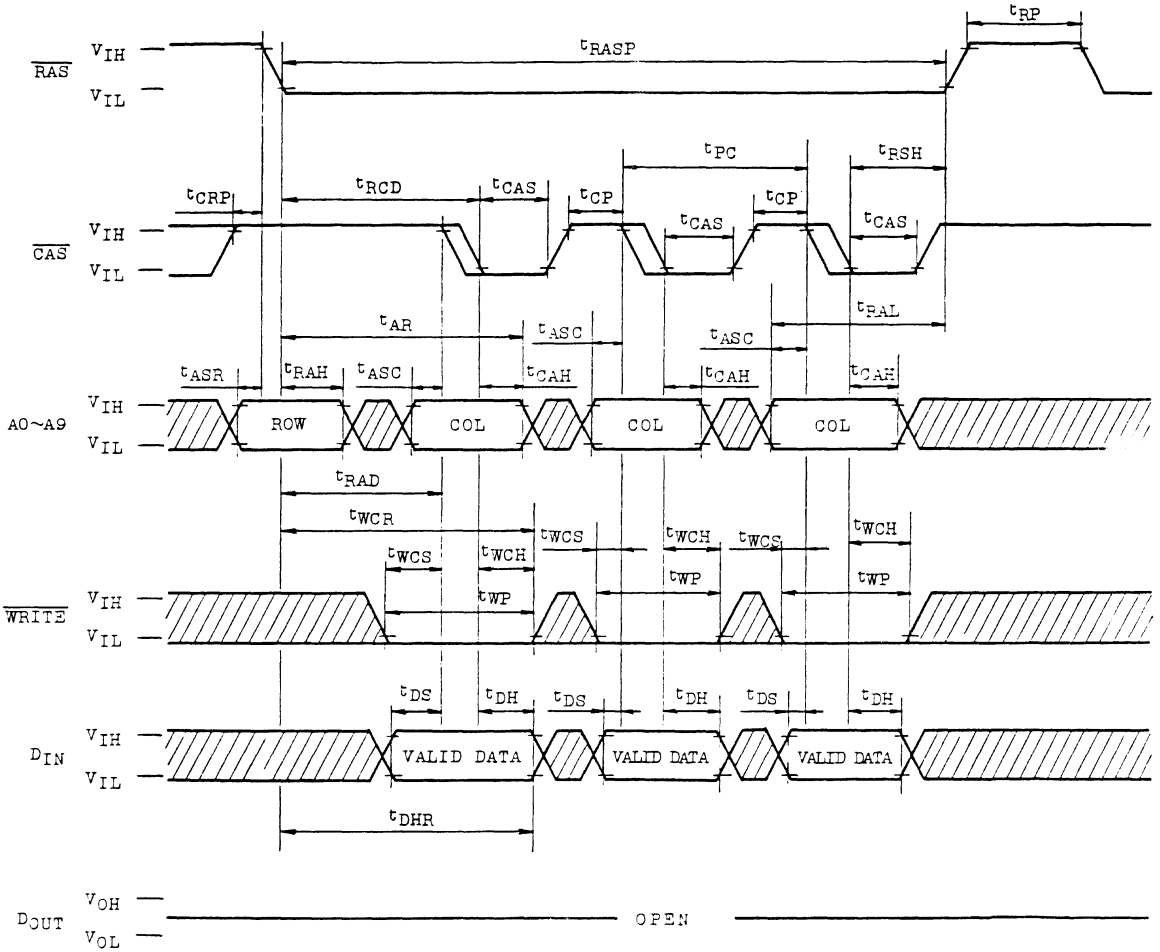 tRP
VIH
tRASP
RAS
VIL
tPC
tRSH
tRCD
tCAS
tCRP
tCP
tCP
VIH
tCAS
tCAS
CAS
VIL
tRAL
tAR
tASC
tASC
tASR
tRAH
tASC
tCAH
tCAH
tCAH
VIH
A0~A9
ROW
COL
COL
COL
VIL
tRAD
tWCR
tWCS
tWCH
tWCS
tWCH
tWCS
tWCH
tWP
tWP
tWP
VIH
WRITE
VIL
tDS
tDH
tDS
tDH
tDS
tDH
VIH
DIN
VALID DATA
VALID DATA
VALID DATA
VIL
tDHR
VOH
DOUT
OPEN
VOL